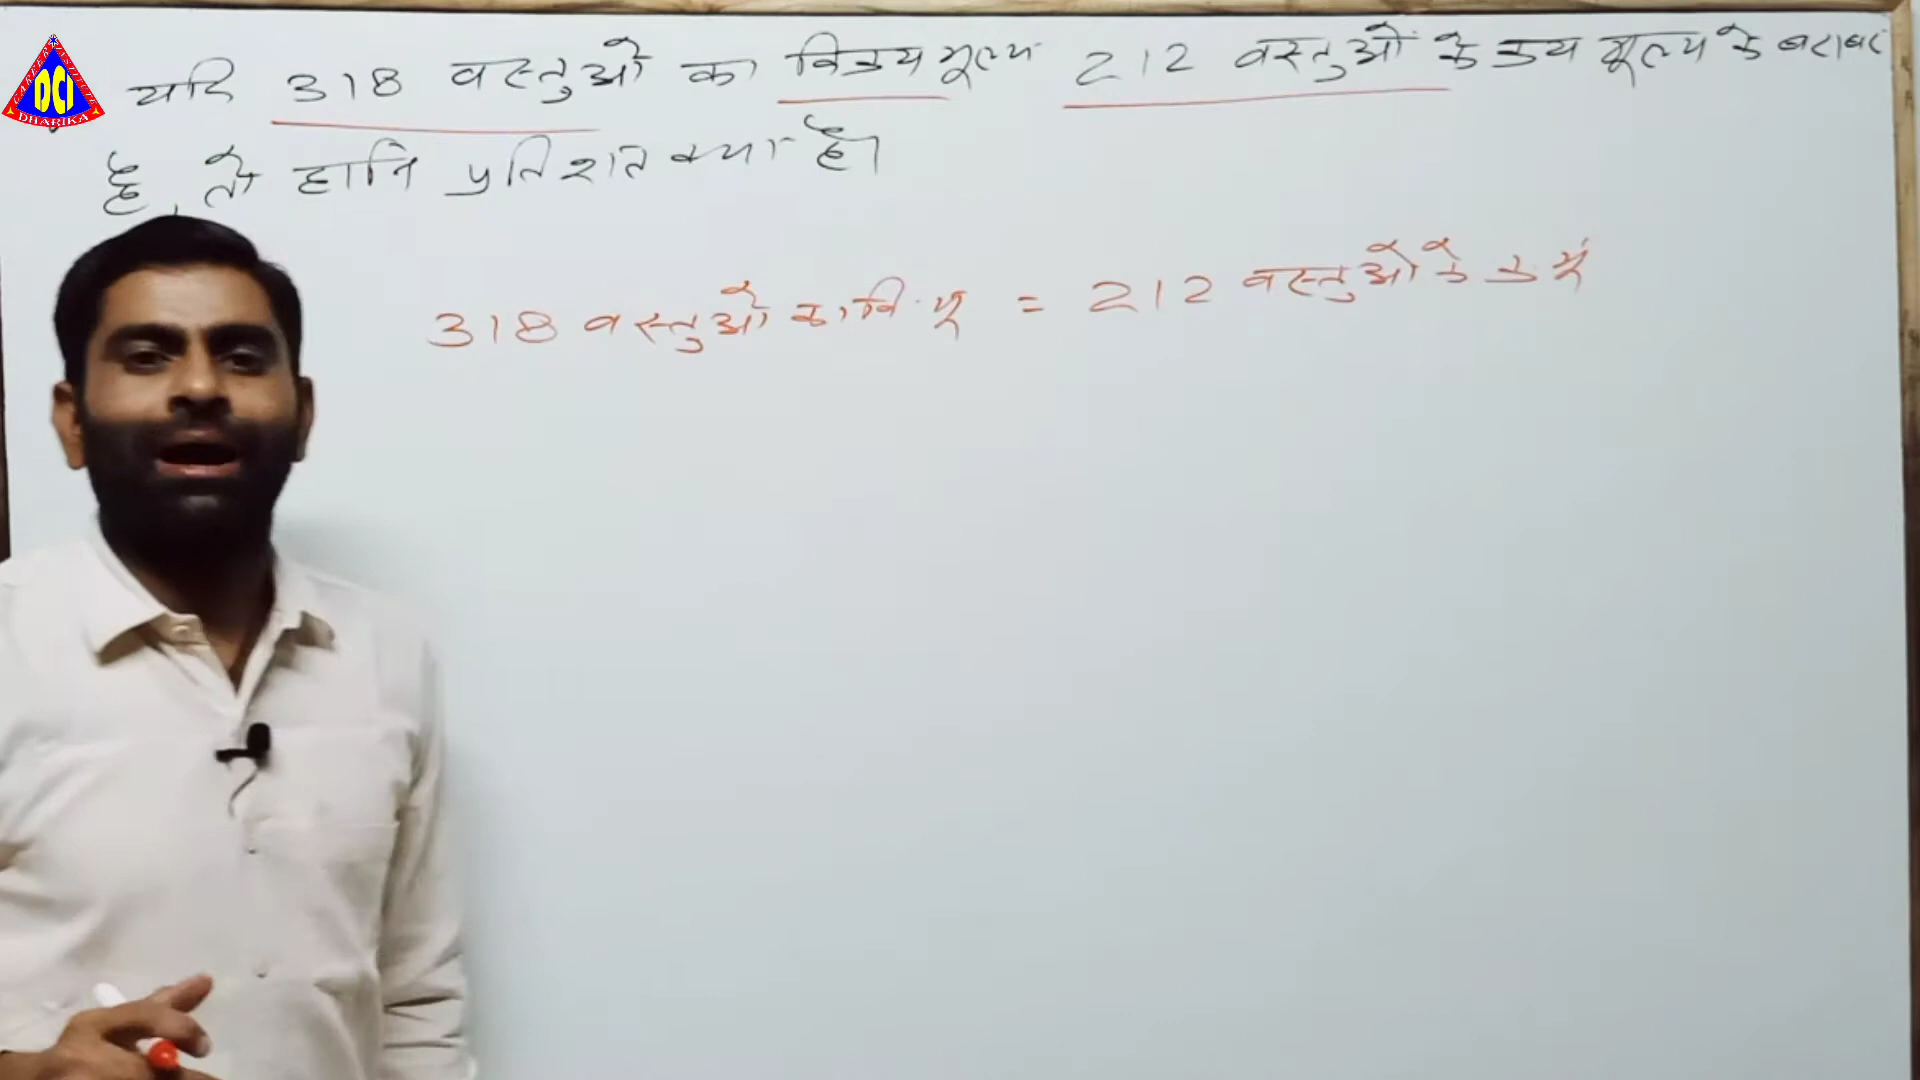 DCI
DHARIKA
यदि 318 वस्तुओं का विक्रय मूल्य 212 वस्तुओं के क्रय मूल्य के बराबर
है, तो हानि प्रतिशत क्या है।
318 वस्तुओं का वि. मू = 212 वस्तुओं के क्र मू